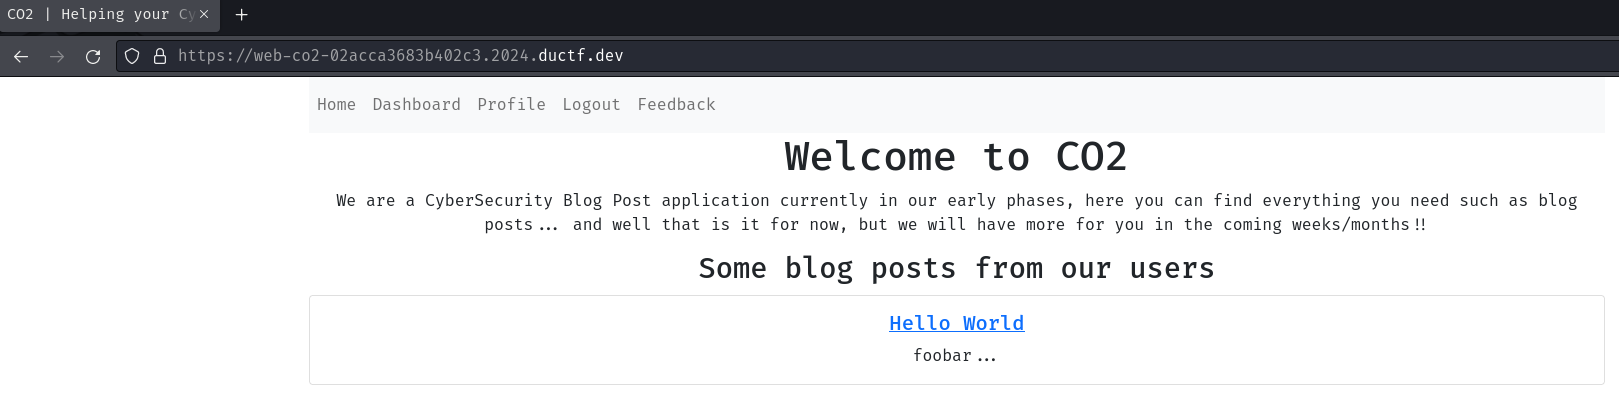 CO2 | Helping your Cy
https://web-co2-02acca3683b402c3.2024.ductf.dev
Home Dashboard Profile Logout Feedback
Welcome to CO2
We are a CyberSecurity Blog Post application currently in our early phases, here you can find everything you need such as blog
posts... and well that is it for now, but we will have more for you in the coming weeks/months!!
Some blog posts from our users
Hello World
foobar...